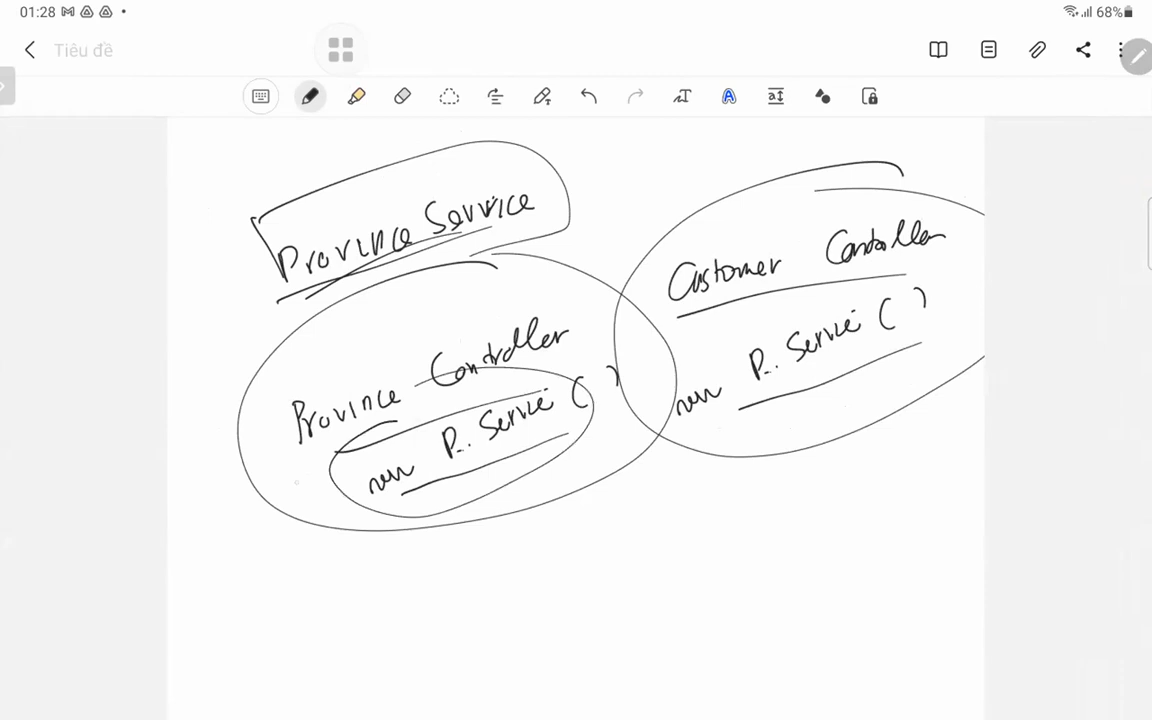 01:28
68%
Tiêu đề
Province Service
Province Controller
new P.. Service ( )
Customer Controller
new P.. Service ( )